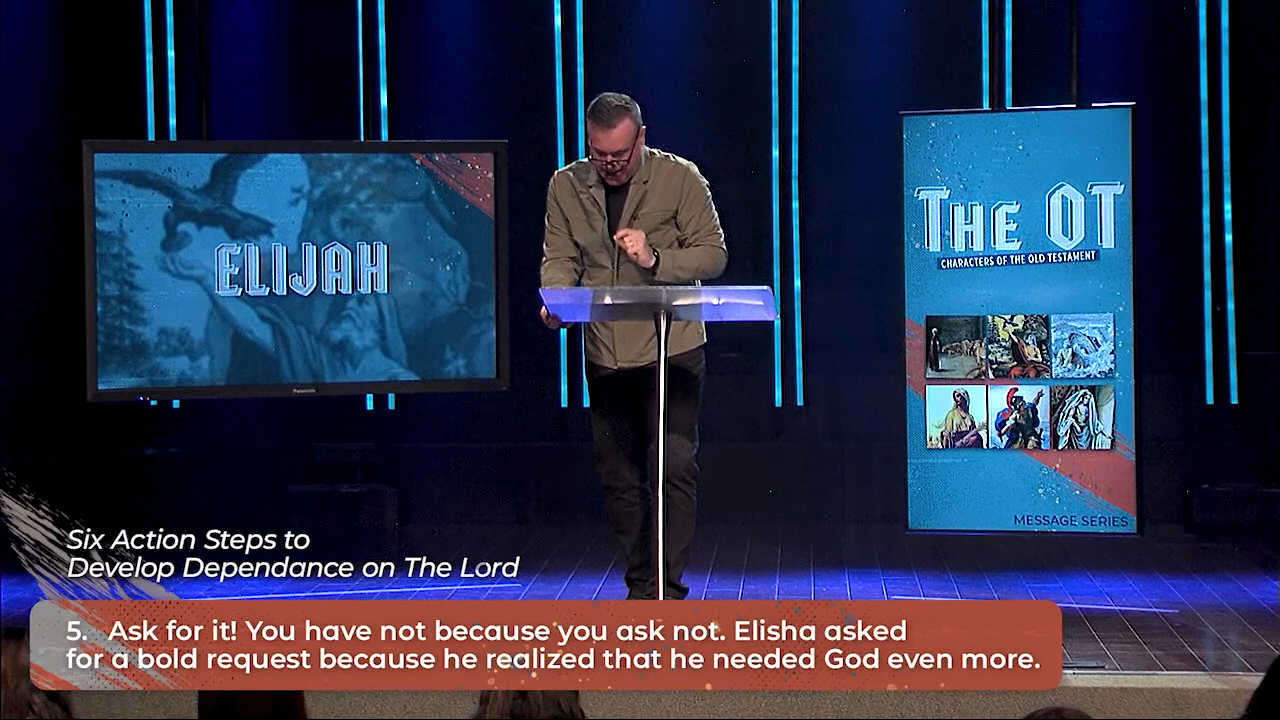 ELIJAH
THE OT
CHARACTERS OF THE OLD TESTAMENT
MESSAGE SERIES
Panasonic
Six Action Steps to
Develop Dependance on The Lord
5. Ask for it! You have not because you ask not. Elisha asked
for a bold request because he realized that he needed God even more.